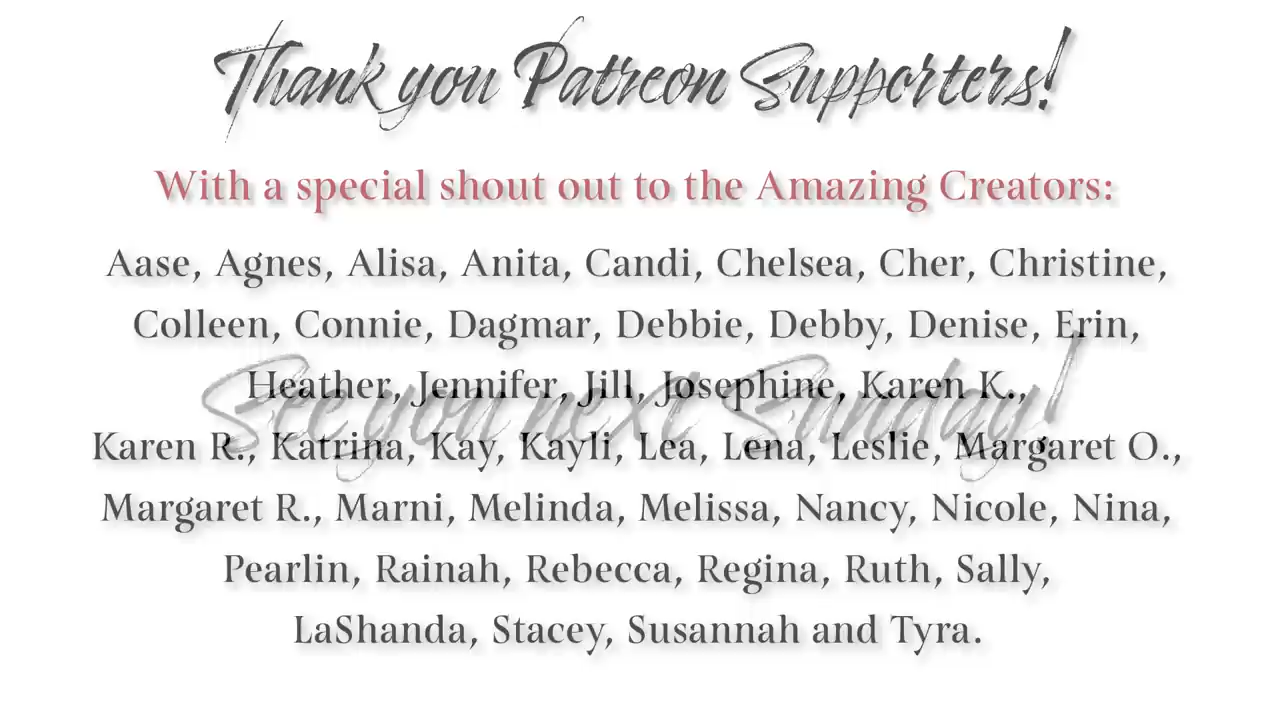 Thank you Patreon Supporters!
With a special shout out to the Amazing Creators:
Aase, Agnes, Alisa, Anita, Candi, Chelsea, Cher, Christine,
Colleen, Connie, Dagmar, Debbie, Debby, Denise, Erin,
Heather, Jennifer, Jill, Josephine, Karen K.,
See you next Sunday!
Karen R., Katrina, Kay, Kayli, Lea, Lena, Leslie, Margaret O.,
Margaret R., Marni, Melinda, Melissa, Nancy, Nicole, Nina,
Pearlin, Rainah, Rebecca, Regina, Ruth, Sally,
LaShanda, Stacey, Susannah and Tyra.